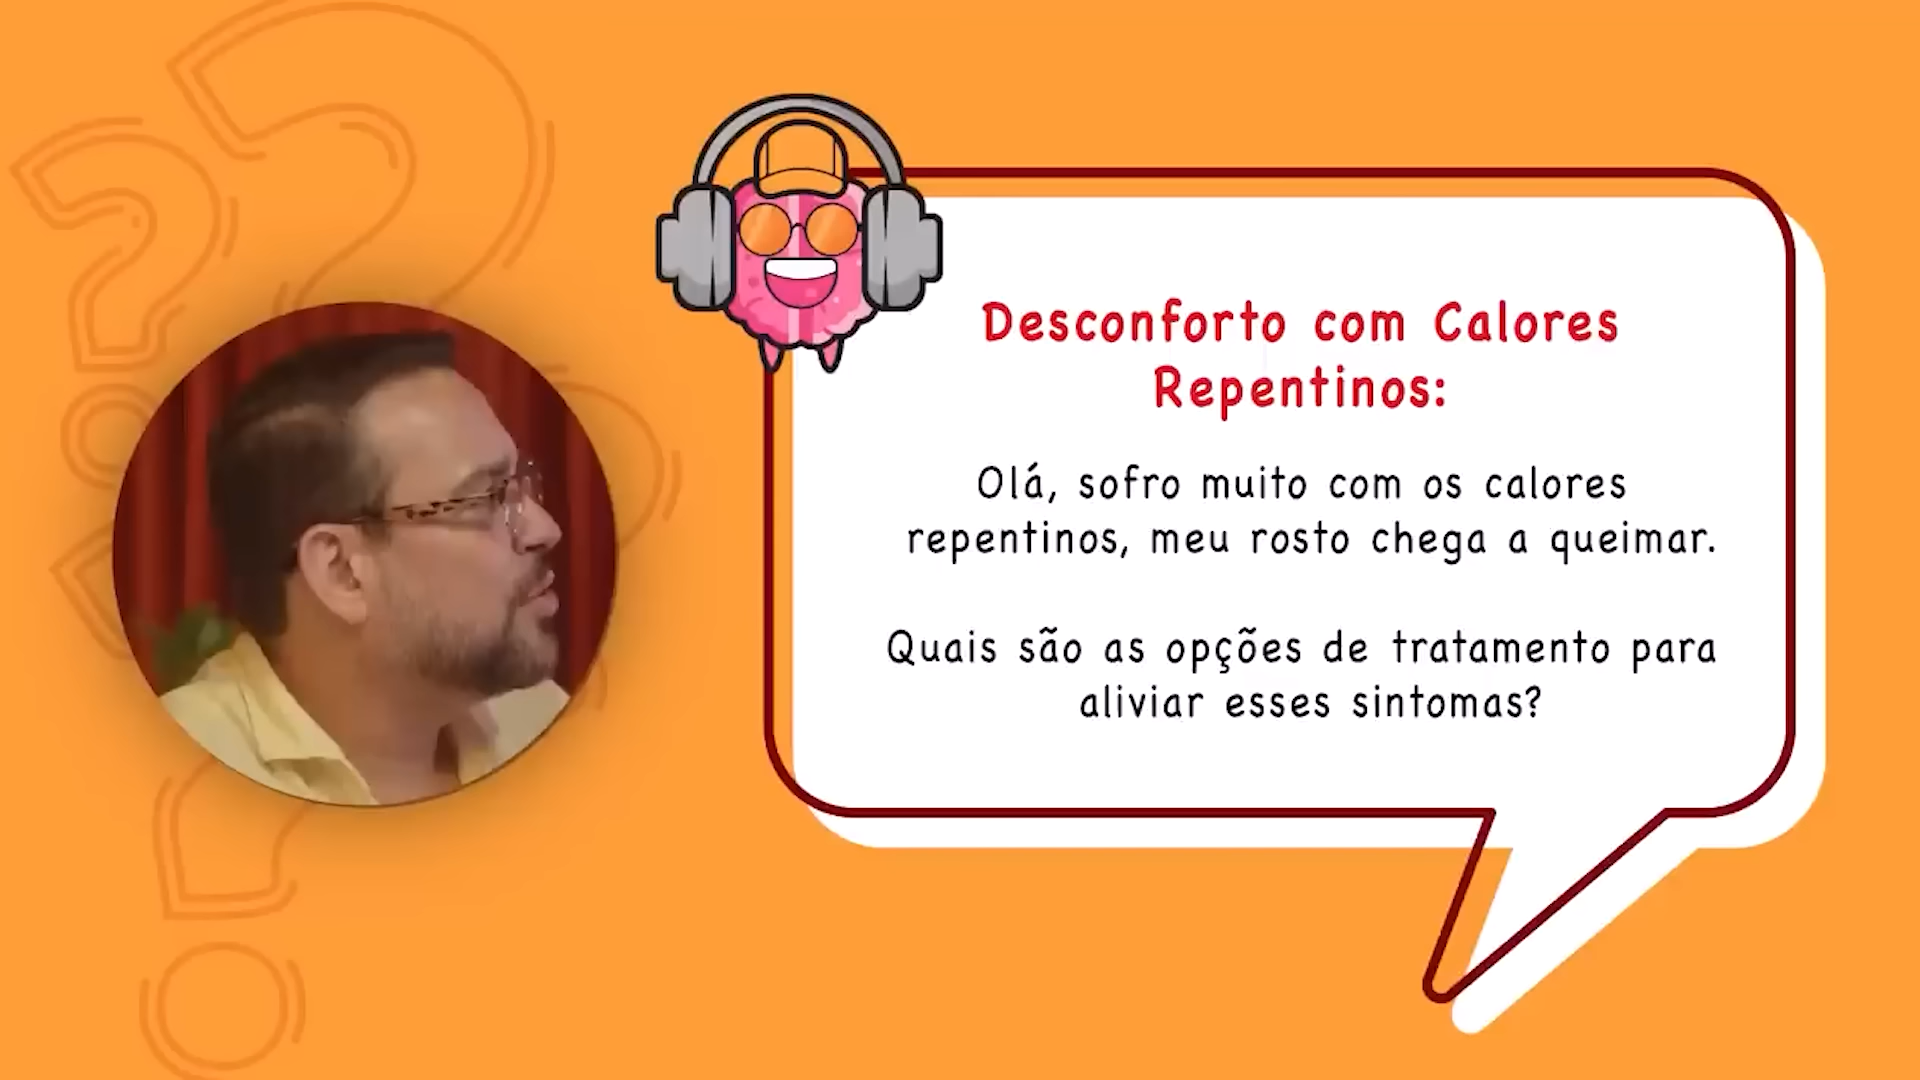 Desconforto com Calores
Repentinos:
Olá, sofro muito com os calores
repentinos, meu rosto chega a queimar.
Quais são as opções de tratamento para
aliviar esses sintomas?